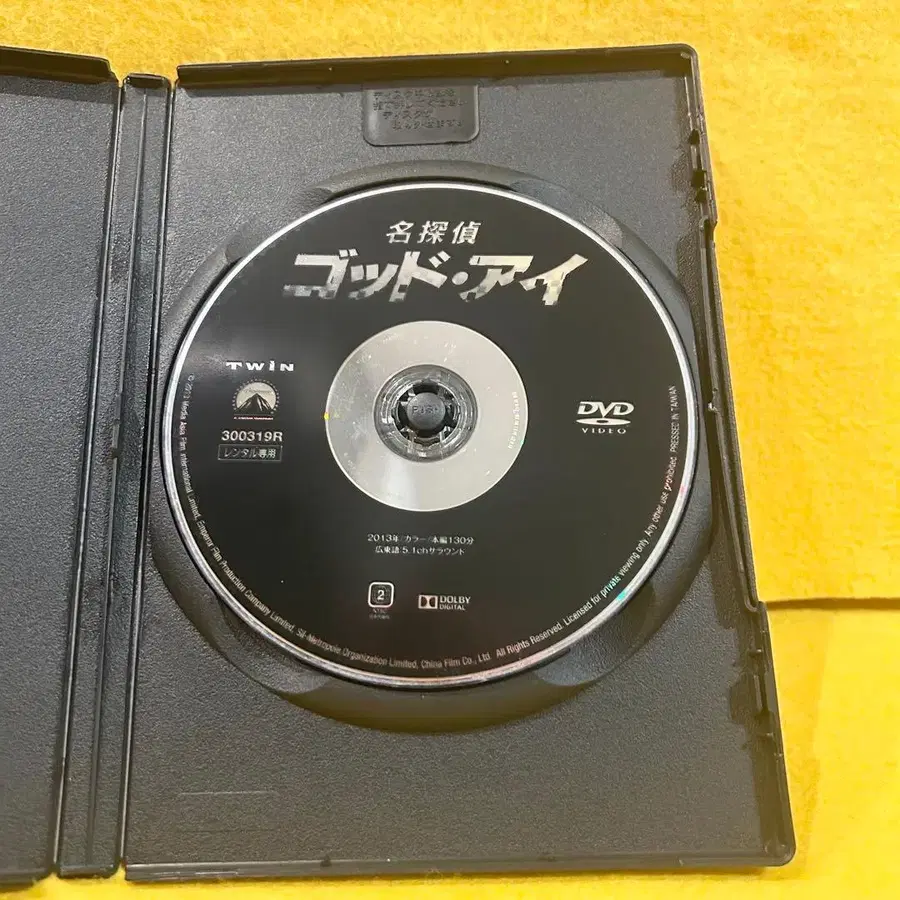 名探偵
ゴッド・アイ
TWIN
300319R
レンタル専用
DVD
VIDEO
2013年/カラー/本編130分
広東語:5.1chサラウンド
2
DOLBY
DIGITAL
© 2013 Media Asia Film International Limited, Emperor Film Production Company Limited, Sil-Metropole Organization Limited, China Film Co., Ltd. All Rights Reserved. Licensed for private viewing only. Any other use prohibited. PRESSED IN TAIWAN